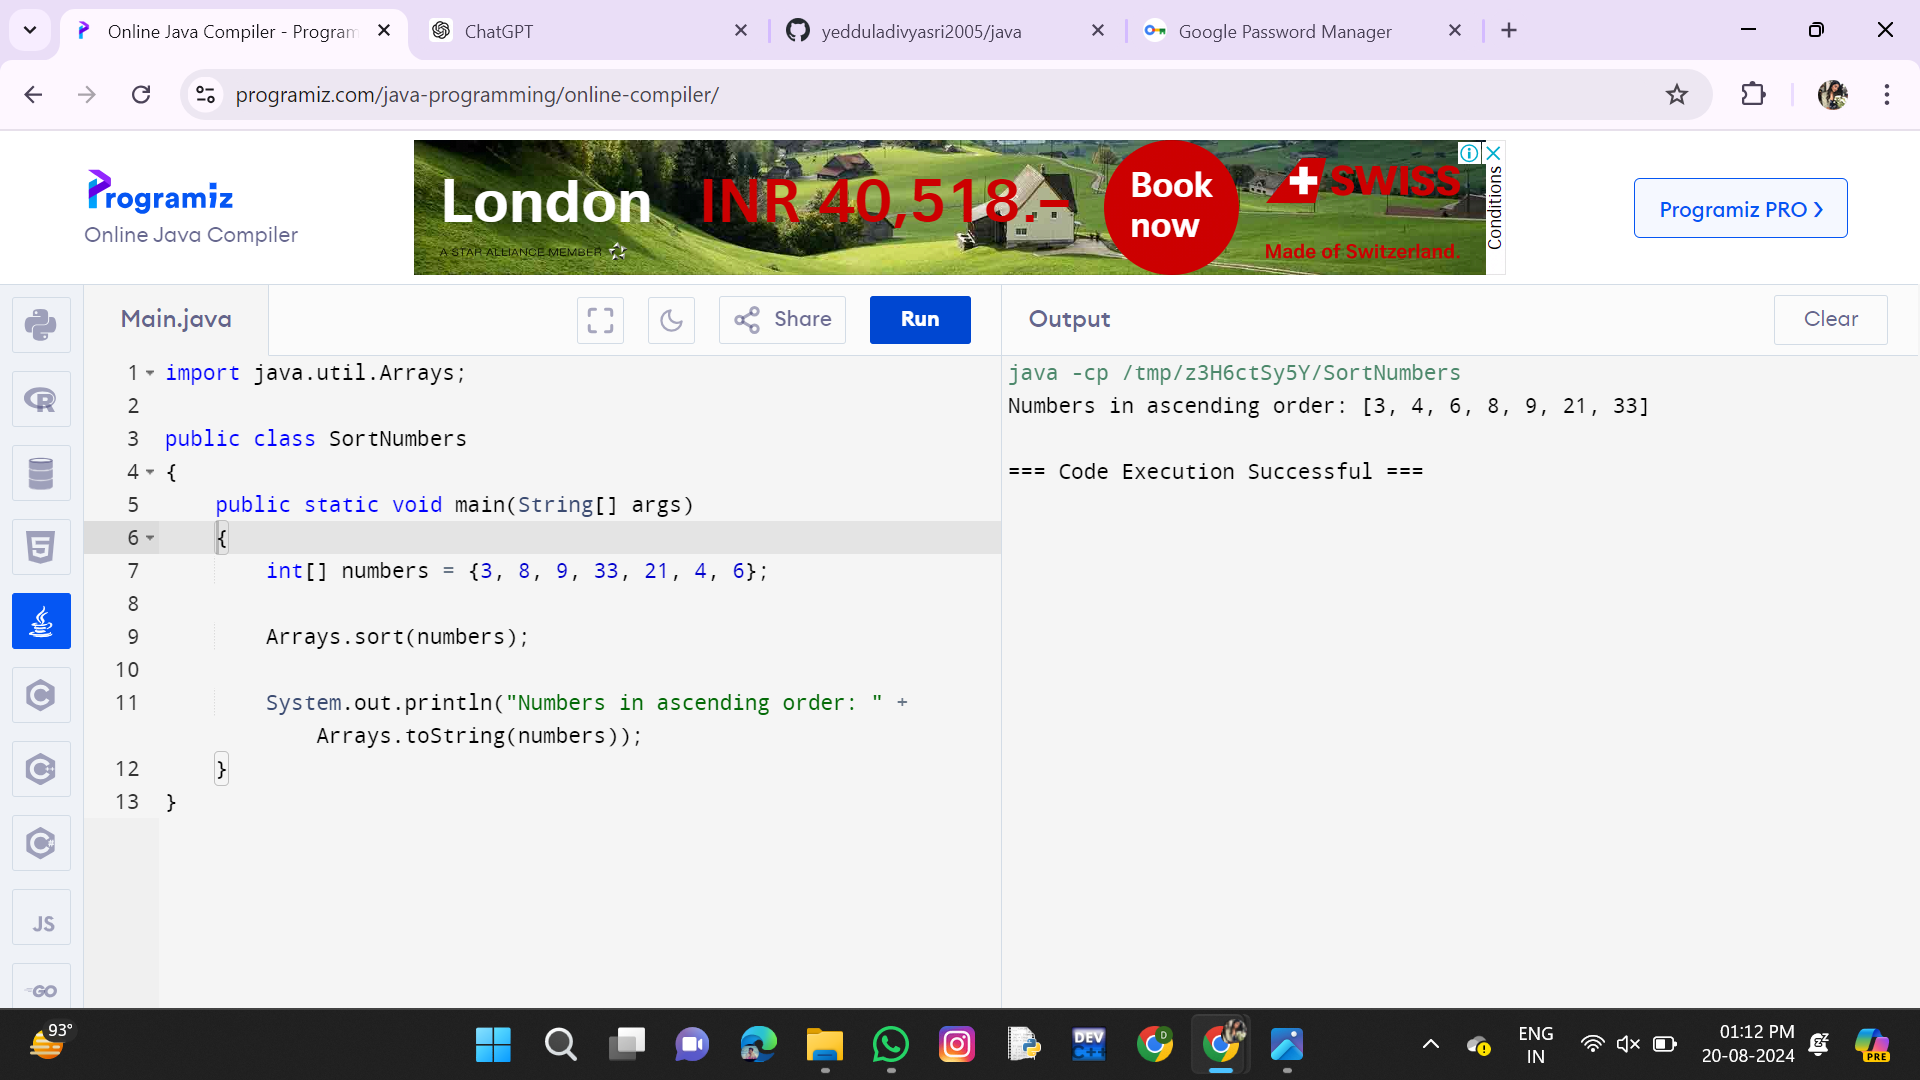 Online Java Compiler - Program
ChatGPT
yedduladivyasri2005/java
Google Password Manager
programiz.com/java-programming/online-compiler/
Programiz
Online Java Compiler
London
INR 40,518.–
Book
now
SWISS
A STAR ALLIANCE MEMBER
Made of Switzerland.
Conditions
Programiz PRO ❯
Main.java
Share
Run
Output
Clear
1 import java.util.Arrays;
2
3 public class SortNumbers
4 {
5     public static void main(String[] args)
6     {
7         int[] numbers = {3, 8, 9, 33, 21, 4, 6};
8
9         Arrays.sort(numbers);
10
11         System.out.println("Numbers in ascending order: " +
            Arrays.toString(numbers));
12     }
13 }
java -cp /tmp/z3H6ctSy5Y/SortNumbers
Numbers in ascending order: [3, 4, 6, 8, 9, 21, 33]
=== Code Execution Successful ===
R
5
C
C++
C#
JS
GO
93°
DEV
C++
D
ENG
IN
01:12 PM
20-08-2024
PRE